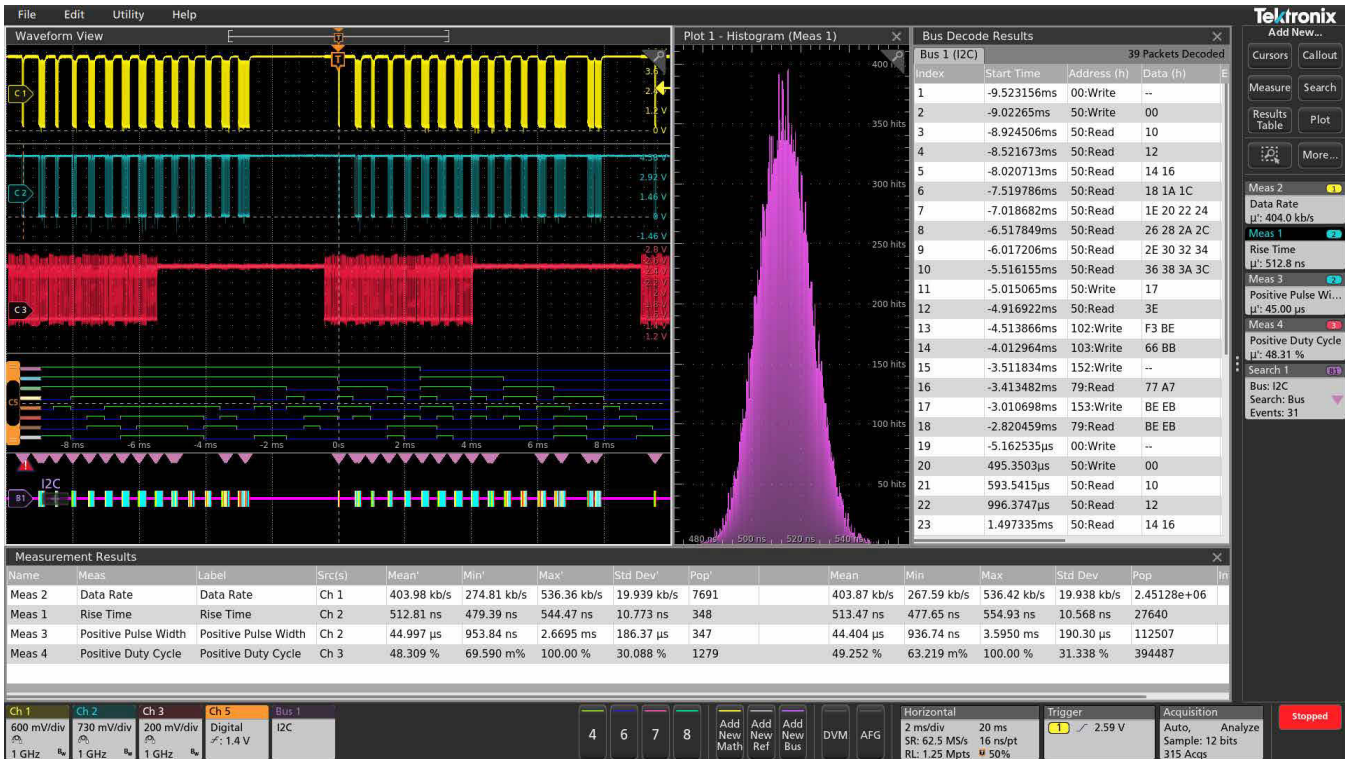 File Edit Utility Help
Tektronix
Waveform View
Plot 1 - Histogram (Meas 1)
Bus Decode Results
Add New...
Cursors Callout
Measure Search
Results Table Plot
More...
T
T
C 1
3.6
1.2 V
0 V
C 2
2.92 V
1.46 V
0 V
-1.46 V
C 3
-8 ms -6 ms -4 ms -2 ms 0 s 2 ms 4 ms 6 ms 8 ms
I2C
B1
400
350 hits
300 hits
250 hits
200 hits
150 hits
100 hits
50 hits
480 ns 500 ns 520 ns 540
Bus 1 (I2C) 39 Packets Decoded
Index Start Time Address (h) Data (h) E
1 -9.523156ms 00:Write --
2 -9.02265ms 50:Write 00
3 -8.924506ms 50:Read 10
4 -8.521673ms 50:Read 12
5 -8.020713ms 50:Read 14 16
6 -7.519786ms 50:Read 18 1A 1C
7 -7.018682ms 50:Read 1E 20 22 24
8 -6.517849ms 50:Read 26 28 2A 2C
9 -6.017206ms 50:Read 2E 30 32 34
10 -5.516155ms 50:Read 36 38 3A 3C
11 -5.015065ms 50:Write 17
12 -4.916922ms 50:Read 3E
13 -4.513866ms 102:Write F3 BE
14 -4.012964ms 103:Write 66 BB
15 -3.511834ms 152:Write --
16 -3.413482ms 79:Read 77 A7
17 -3.010698ms 153:Write BE EB
18 -2.820459ms 79:Read BE EB
19 -5.162535µs 00:Write --
20 495.3503µs 50:Write 00
21 593.5415µs 50:Read 10
22 996.3747µs 50:Read 12
23 1.497335ms 50:Read 14 16
Meas 2 1
Data Rate
µ': 404.0 kb/s
Meas 1 2
Rise Time
µ': 512.8 ns
Meas 3 2
Positive Pulse Wi...
µ': 45.00 µs
Meas 4 3
Positive Duty Cycle
µ': 48.31 %
Search 1 B1
Bus: I2C
Search: Bus
Events: 31
Measurement Results
Name Meas Label Src(s) Mean' Min' Max' Std Dev' Pop' Mean Min Max Std Dev Pop In
Meas 2 Data Rate Data Rate Ch 1 403.98 kb/s 274.81 kb/s 536.36 kb/s 19.939 kb/s 7691 403.87 kb/s 267.59 kb/s 536.42 kb/s 19.938 kb/s 2.45128e+06
Meas 1 Rise Time Rise Time Ch 2 512.81 ns 479.39 ns 544.47 ns 10.773 ns 348 513.47 ns 477.65 ns 554.93 ns 10.568 ns 27640
Meas 3 Positive Pulse Width Positive Pulse Width Ch 2 44.997 µs 953.84 ns 2.6695 ms 186.37 µs 347 44.404 µs 936.74 ns 3.5950 ms 190.30 µs 112507
Meas 4 Positive Duty Cycle Positive Duty Cycle Ch 3 48.309 % 69.590 m% 100.00 % 30.088 % 1279 49.252 % 63.219 m% 100.00 % 31.338 % 394487
Ch 1
600 mV/div
1 GHz Bw
Ch 2
730 mV/div
1 GHz Bw
Ch 3
200 mV/div
1 GHz Bw
Ch 5
Digital
: 1.4 V
Bus 1
I2C
4 6 7 8
Add New Math
Add New Ref
Add New Bus
DVM AFG
Horizontal
2 ms/div 20 ms
SR: 62.5 MS/s 16 ns/pt
RL: 1.25 Mpts 50%
Trigger
1 2.59 V
Acquisition
Auto, Analyze
Sample: 12 bits
315 Acqs
Stopped